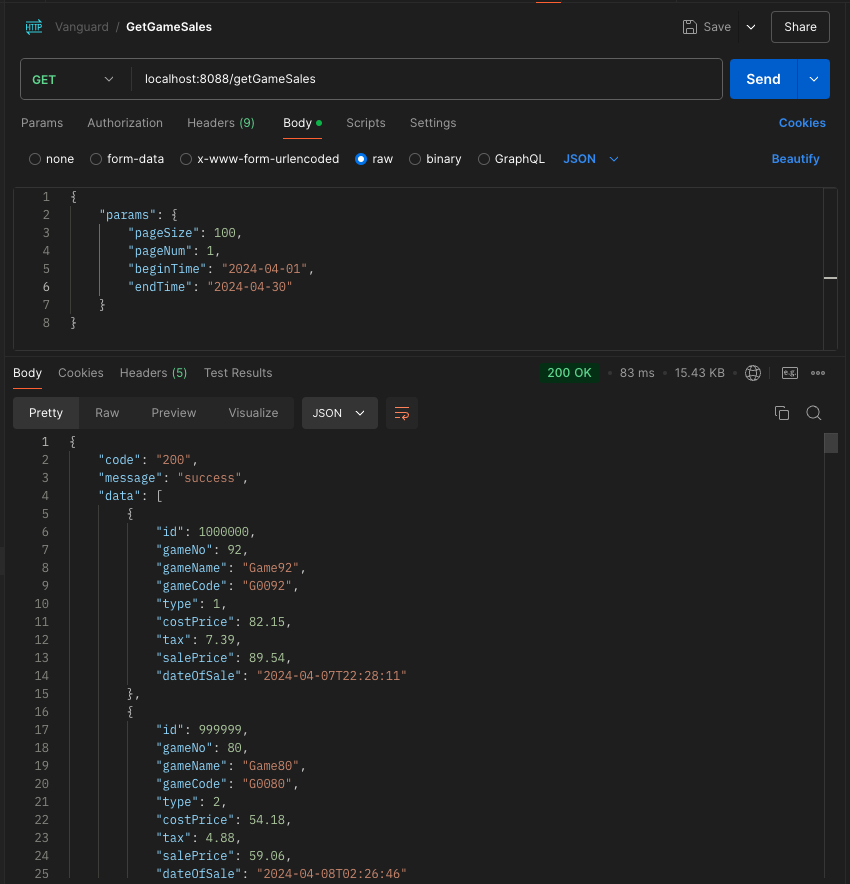 HTTP Vanguard / GetGameSales Save Share
GET localhost:8088/getGameSales Send
Params Authorization Headers (9) Body Scripts Settings Cookies
none form-data x-www-form-urlencoded raw binary GraphQL JSON Beautify
1 {
2 "params": {
3 "pageSize": 100,
4 "pageNum": 1,
5 "beginTime": "2024-04-01",
6 "endTime": "2024-04-30"
7 }
8 }
Body Cookies Headers (5) Test Results 200 OK • 83 ms • 15.43 KB • e.g.
Pretty Raw Preview Visualize JSON
1 {
2 "code": "200",
3 "message": "success",
4 "data": [
5 {
6 "id": 1000000,
7 "gameNo": 92,
8 "gameName": "Game92",
9 "gameCode": "G0092",
10 "type": 1,
11 "costPrice": 82.15,
12 "tax": 7.39,
13 "salePrice": 89.54,
14 "dateOfSale": "2024-04-07T22:28:11"
15 },
16 {
17 "id": 999999,
18 "gameNo": 80,
19 "gameName": "Game80",
20 "gameCode": "G0080",
21 "type": 2,
22 "costPrice": 54.18,
23 "tax": 4.88,
24 "salePrice": 59.06,
25 "dateOfSale": "2024-04-08T02:26:46"